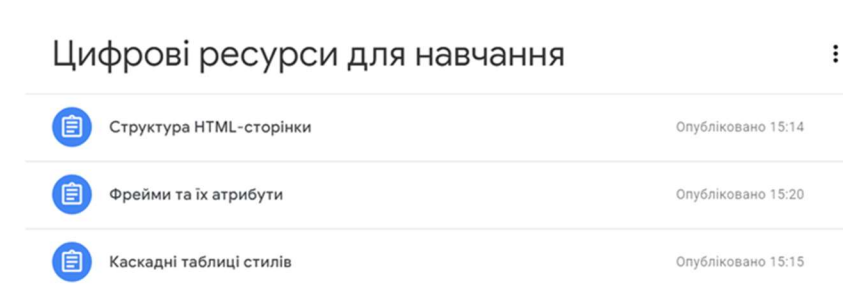 Цифрові ресурси для навчання
Структура HTML-сторінки Опубліковано 15:14
Фрейми та їх атрибути Опубліковано 15:20
Каскадні таблиці стилів Опубліковано 15:15